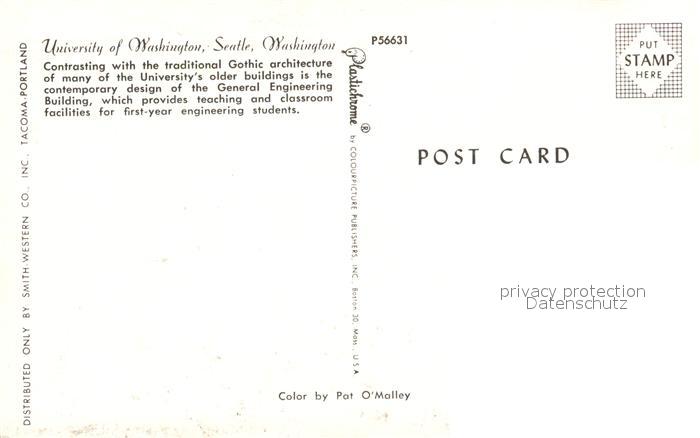 University of Washington, Seatle, Washington
Contrasting with the traditional Gothic architecture
of many of the University's older buildings is the
contemporary design of the General Engineering
Building, which provides teaching and classroom
facilities for first-year engineering students.
DISTRIBUTED ONLY BY SMITH-WESTERN CO., INC. TACOMA-PORTLAND
P56631
Plastichrome ® by COLOURPICTURE PUBLISHERS, INC. Boston 30, Mass., U.S.A
PUT
STAMP
HERE
POST CARD
privacy protection
Datenschutz
Color by Pat O'Malley